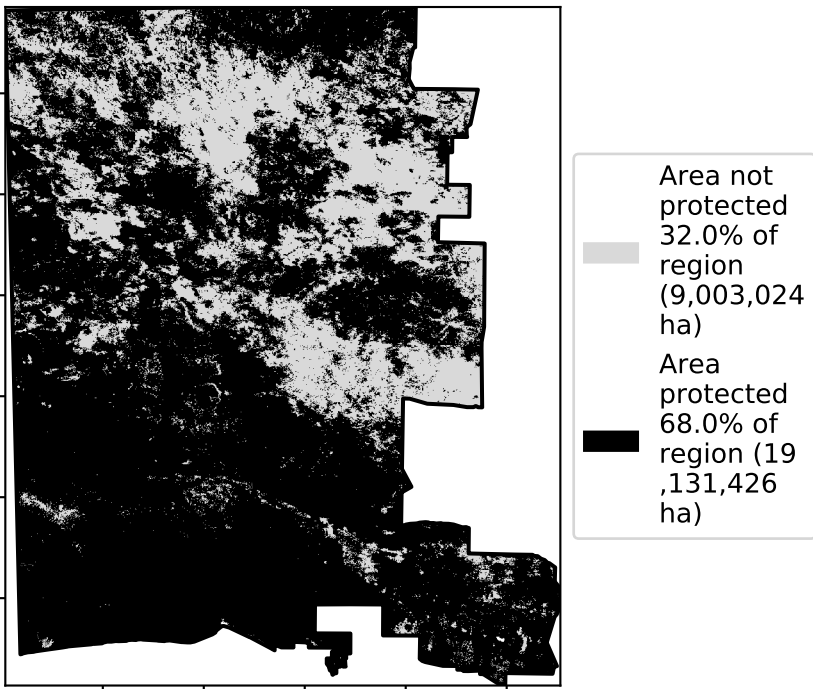 Area not
protected
32.0% of
region
(9,003,024
ha)
Area
protected
68.0% of
region (19
,131,426
ha)